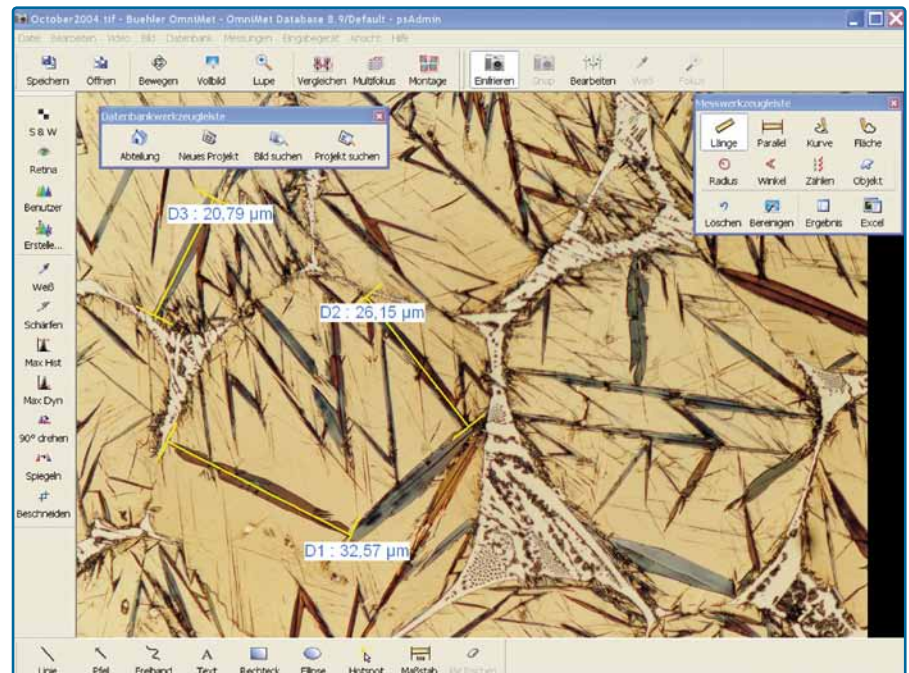 October2004.tif - Buehler OmniMet - OmniMet Database 8.9/Default - psAdmin
Datei Bearbeiten Video Bild Datenbank Messungen Eingabegerät Ansicht Hilfe
Speichern Öffnen Bewegen Vollbild Lupe Vergleichen Multifokus Montage Einfrieren Snap Bearbeiten Weiß Fokus
S & W
Retina
Benutzer
Erstelle...
Weiß
Schärfen
Max Hist
Max Dyn
90° drehen
Spiegeln
Beschneiden
Datenbankwerkzeugleiste
Abteilung Neues Projekt Bild suchen Projekt suchen
Messwerkzeugleiste
Länge Parallel Kurve Fläche
Radius Winkel Zählen Objekt
Löschen Bereinigen Ergebnis Excel
D3 : 20,79 µm
D2 : 26,15 µm
D1 : 32,57 µm
Linie Pfeil Freihand Text Rechteck Ellipse Hotspot Maßstab